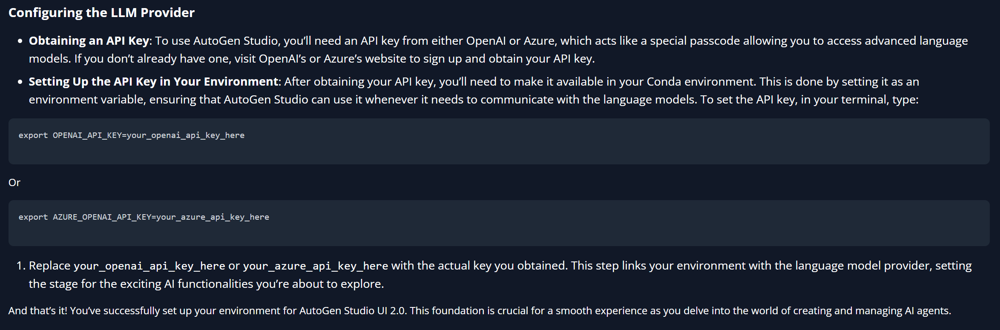 Configuring the LLM Provider
• Obtaining an API Key: To use AutoGen Studio, you’ll need an API key from either OpenAI or Azure, which acts like a special passcode allowing you to access advanced language
models. If you don’t already have one, visit OpenAI’s or Azure’s website to sign up and obtain your API key.
• Setting Up the API Key in Your Environment: After obtaining your API key, you’ll need to make it available in your Conda environment. This is done by setting it as an
environment variable, ensuring that AutoGen Studio can use it whenever it needs to communicate with the language models. To set the API key, in your terminal, type:
export OPENAI_API_KEY=your_openai_api_key_here
Or
export AZURE_OPENAI_API_KEY=your_azure_api_key_here
1. Replace your_openai_api_key_here or your_azure_api_key_here with the actual key you obtained. This step links your environment with the language model provider, setting
the stage for the exciting AI functionalities you’re about to explore.
And that’s it! You’ve successfully set up your environment for AutoGen Studio UI 2.0. This foundation is crucial for a smooth experience as you delve into the world of creating and managing AI agents.